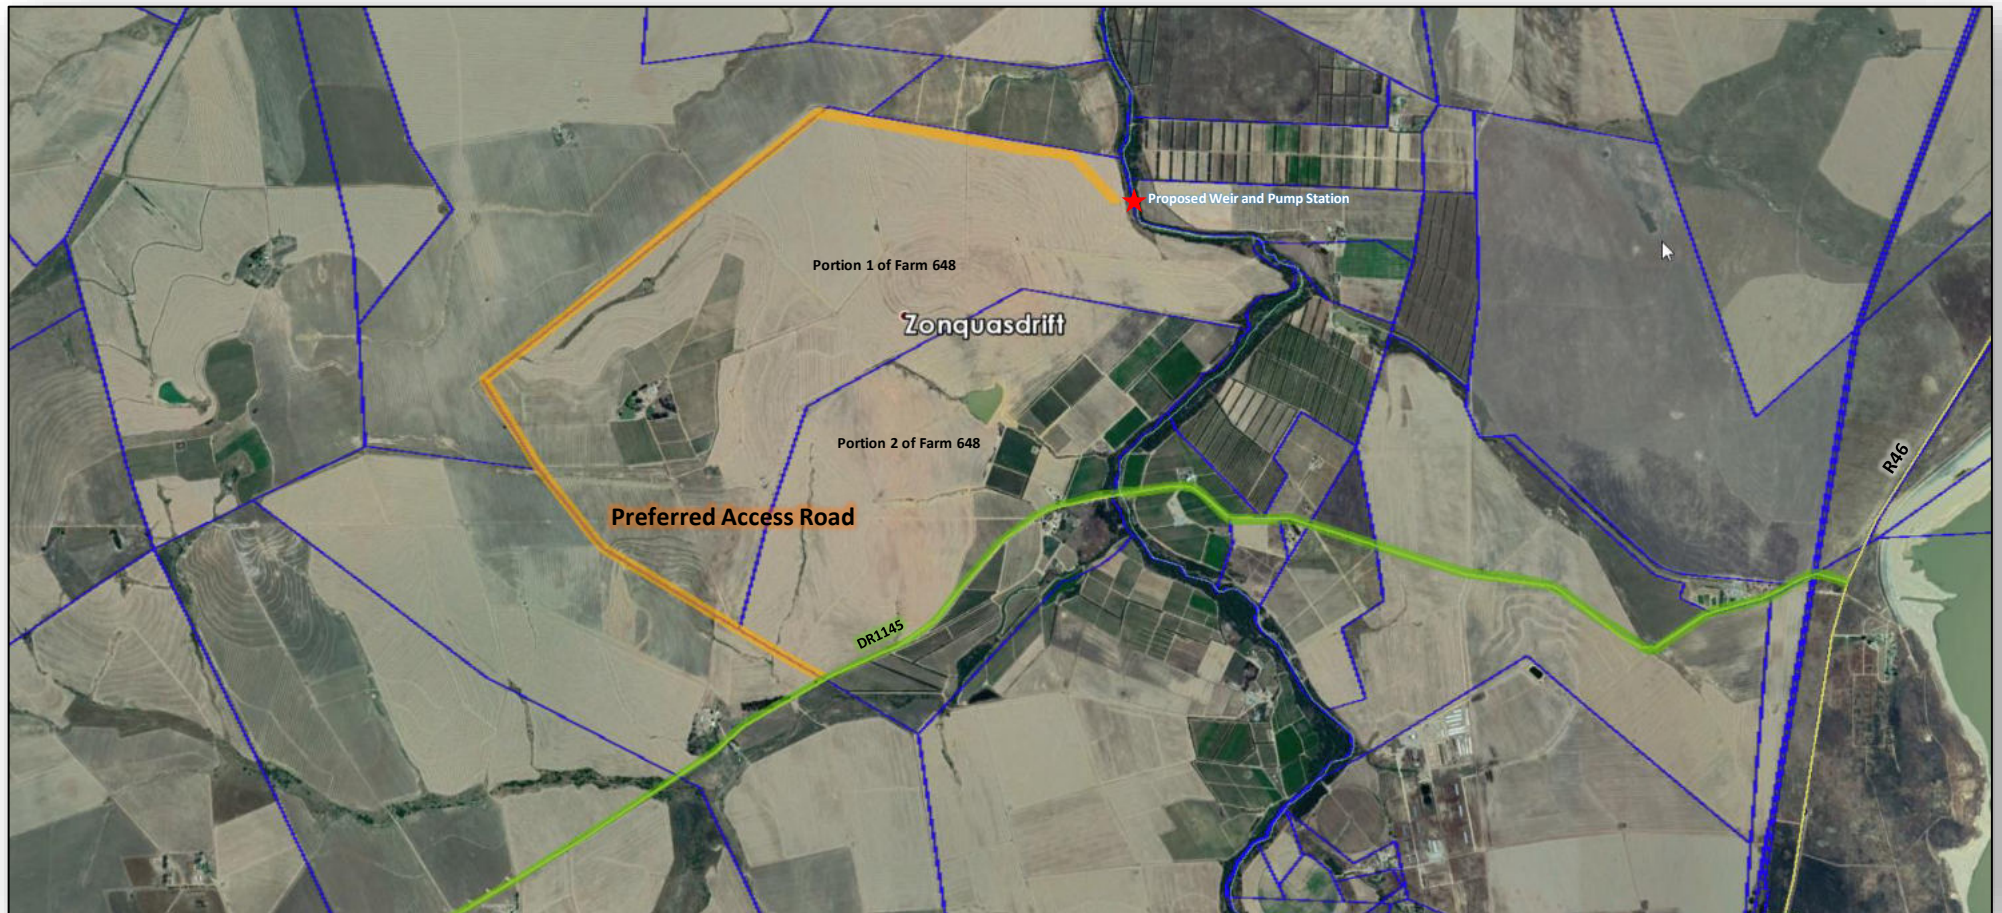 Proposed Weir and Pump Station
Portion 1 of Farm 648
Zonquasdrift
Portion 2 of Farm 648
R46
Preferred Access Road
DR1145